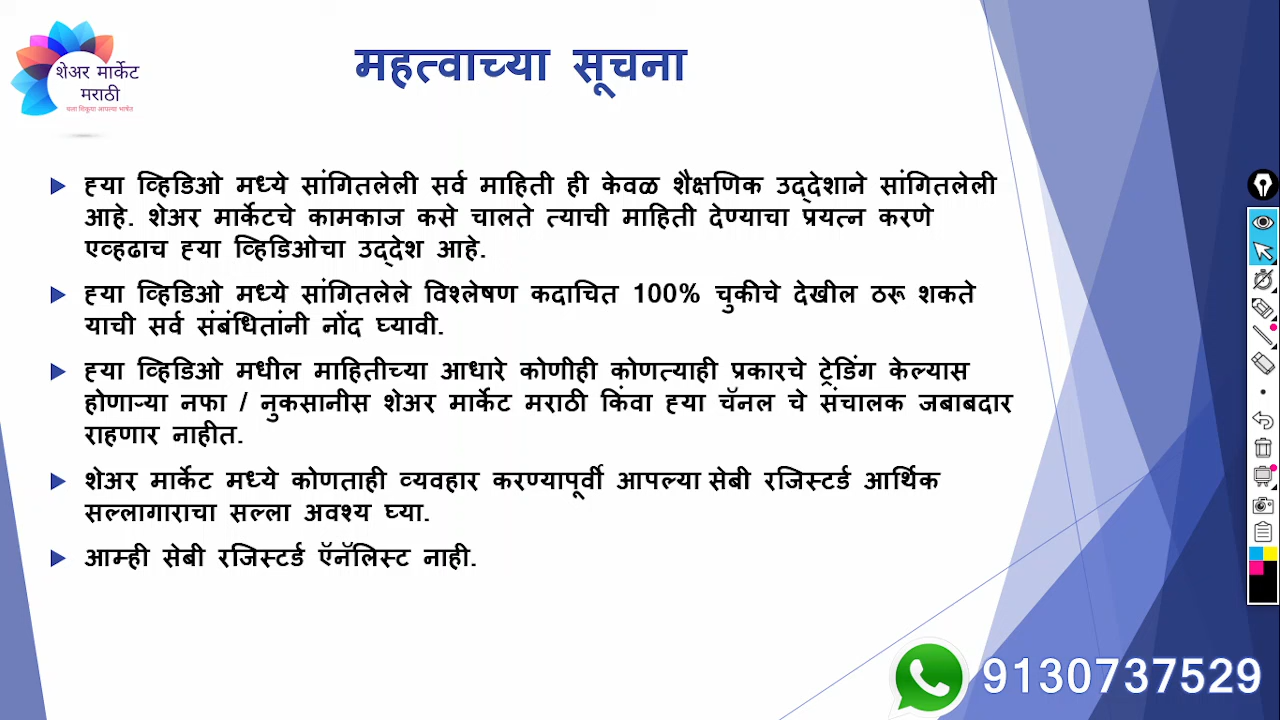 शेअर मार्केट
मराठी
चला शिकूया आपल्या भाषेत
महत्वाच्या सूचना
ह्या व्हिडिओ मध्ये सांगितलेली सर्व माहिती ही केवळ शैक्षणिक उद्देशाने सांगितलेली
आहे. शेअर मार्केटचे कामकाज कसे चालते त्याची माहिती देण्याचा प्रयत्न करणे
एव्हढाच ह्या व्हिडिओचा उद्देश आहे.
ह्या व्हिडिओ मध्ये सांगितलेले विश्लेषण कदाचित 100% चुकीचे देखील ठरू शकते
याची सर्व संबंधितांनी नोंद घ्यावी.
ह्या व्हिडिओ मधील माहितीच्या आधारे कोणीही कोणत्याही प्रकारचे ट्रेडिंग केल्यास
होणाऱ्या नफा / नुकसानीस शेअर मार्केट मराठी किंवा ह्या चॅनल चे संचालक जबाबदार
राहणार नाहीत.
शेअर मार्केट मध्ये कोणताही व्यवहार करण्यापूर्वी आपल्या सेबी रजिस्टर्ड आर्थिक
सल्लागाराचा सल्ला अवश्य घ्या.
आम्ही सेबी रजिस्टर्ड ऍनॅलिस्ट नाही.
9130737529